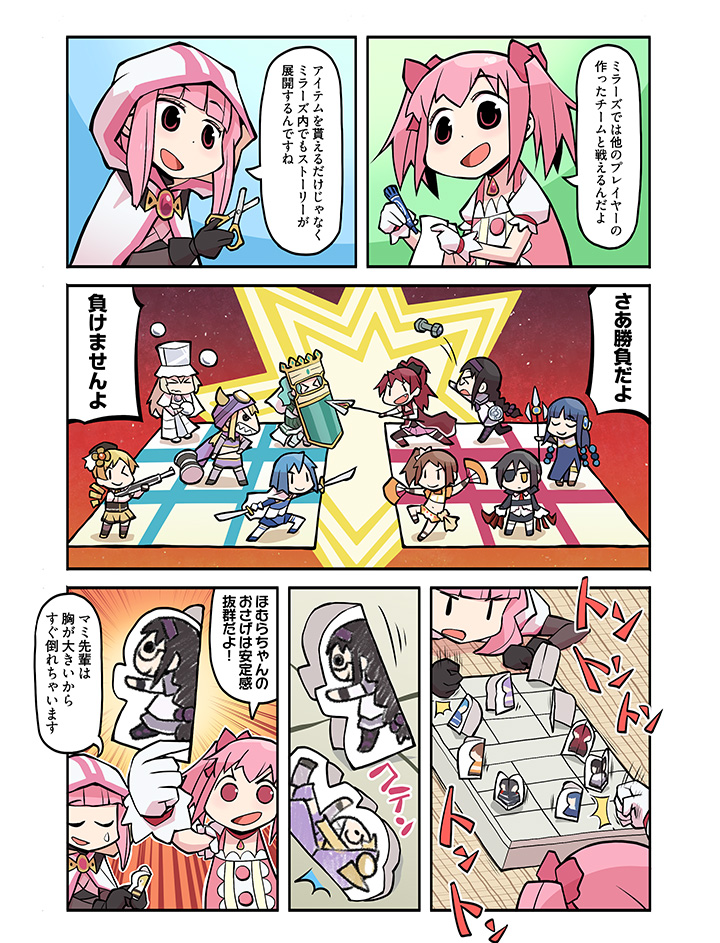 ミラーズでは他のプレイヤーの
作ったチームと戦えるんだよ
アイテムを貰えるだけじゃなく
ミラーズ内でもストーリーが
展開するんですね
さあ勝負だよ
負けませんよ
トン
トン
トン
トン
トン
トン
ほむらちゃんの
おさげは安定感
抜群だよ!
マミ先輩は
胸が大きいから
すぐ倒れちゃいます